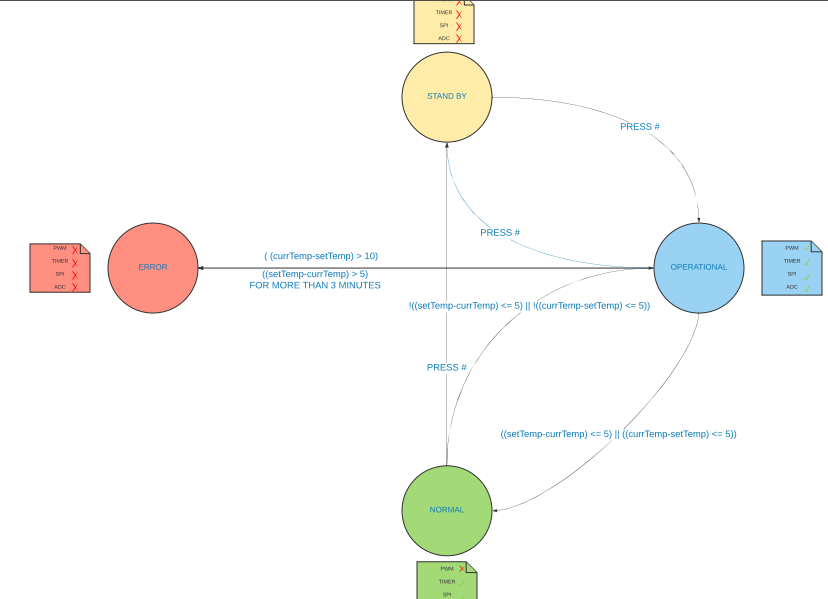 TIMER
SPI
ADC
STAND BY
PRESS #
PRESS #
PWM
TIMER
SPI
ADC
ERROR
( (currTemp-setTemp) > 10)
((setTemp-currTemp) > 5)
FOR MORE THAN 3 MINUTES
OPERATIONAL
PWM
TIMER
SPI
ADC
!((setTemp-currTemp) <= 5) || !((currTemp-setTemp) <= 5))
PRESS #
((setTemp-currTemp) <= 5) || ((currTemp-setTemp) <= 5))
NORMAL
PWM
TIMER
SPI